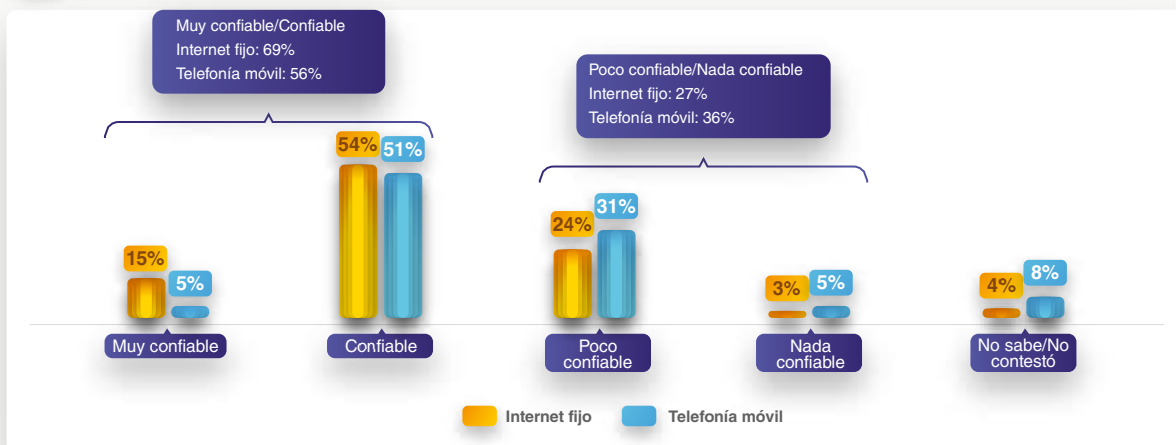 Muy confiable/Confiable
Internet fijo: 69%
Telefonía móvil: 56%
Poco confiable/Nada confiable
Internet fijo: 27%
Telefonía móvil: 36%
15%
5%
54%
51%
24%
31%
3%
5%
4%
8%
Muy confiable
Confiable
Poco
confiable
Nada
confiable
No sabe/No
contestó
Internet fijo
Telefonía móvil